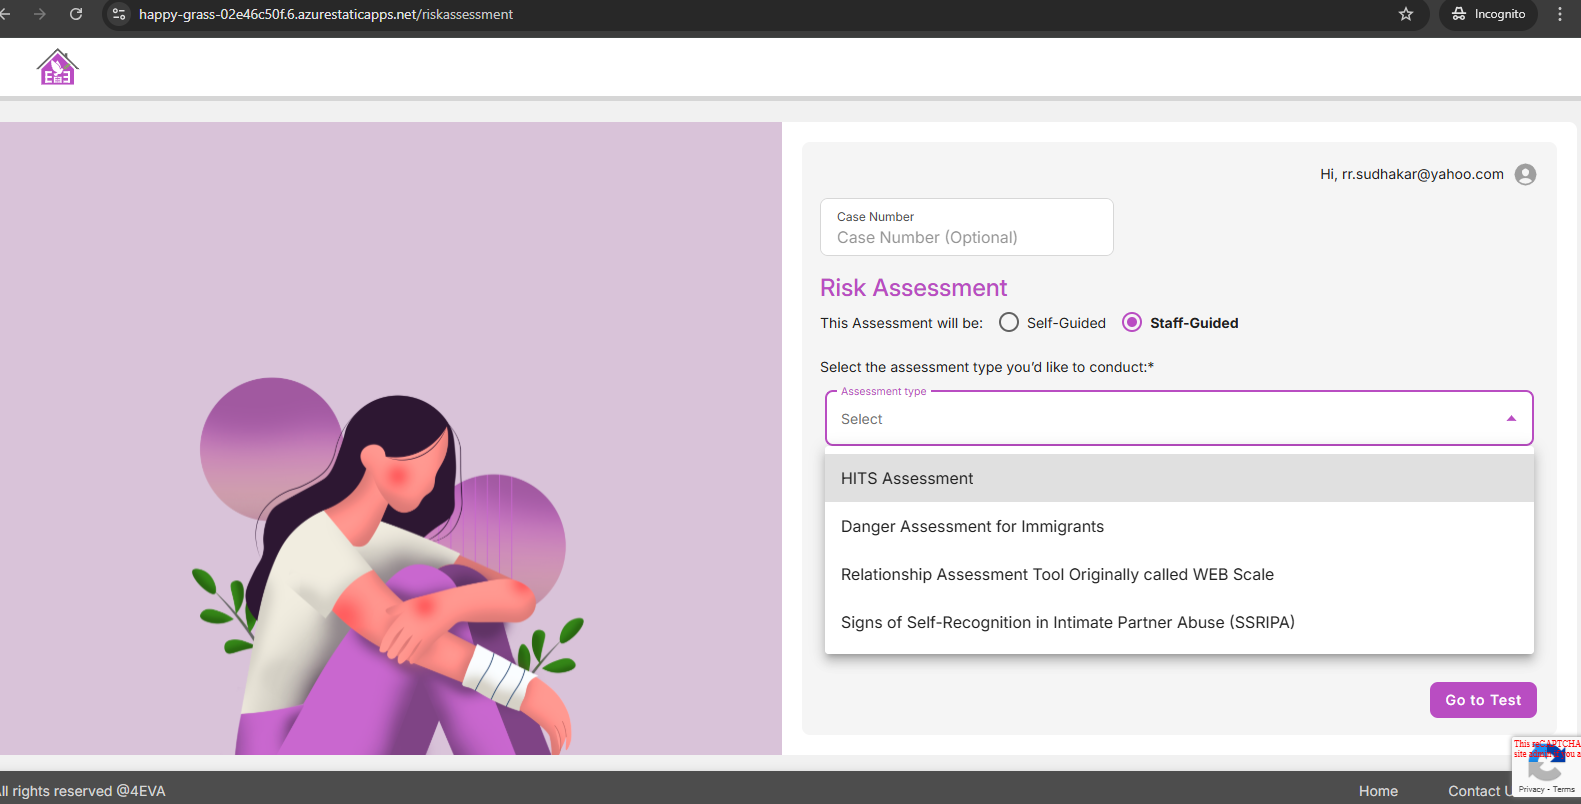 happy-grass-02e46c50f.6.azurestaticapps.net/riskassessment
Incognito
Hi, rr.sudhakar@yahoo.com
Case Number
Case Number (Optional)
Risk Assessment
This Assessment will be: Self-Guided Staff-Guided
Select the assessment type you’d like to conduct:*
Assessment type
Select
HITS Assessment
Danger Assessment for Immigrants
Relationship Assessment Tool Originally called WEB Scale
Signs of Self-Recognition in Intimate Partner Abuse (SSRIPA)
Go to Test
This reCAPTCHA
site
Privacy - Terms
ll rights reserved @4EVA
Home
Contact U